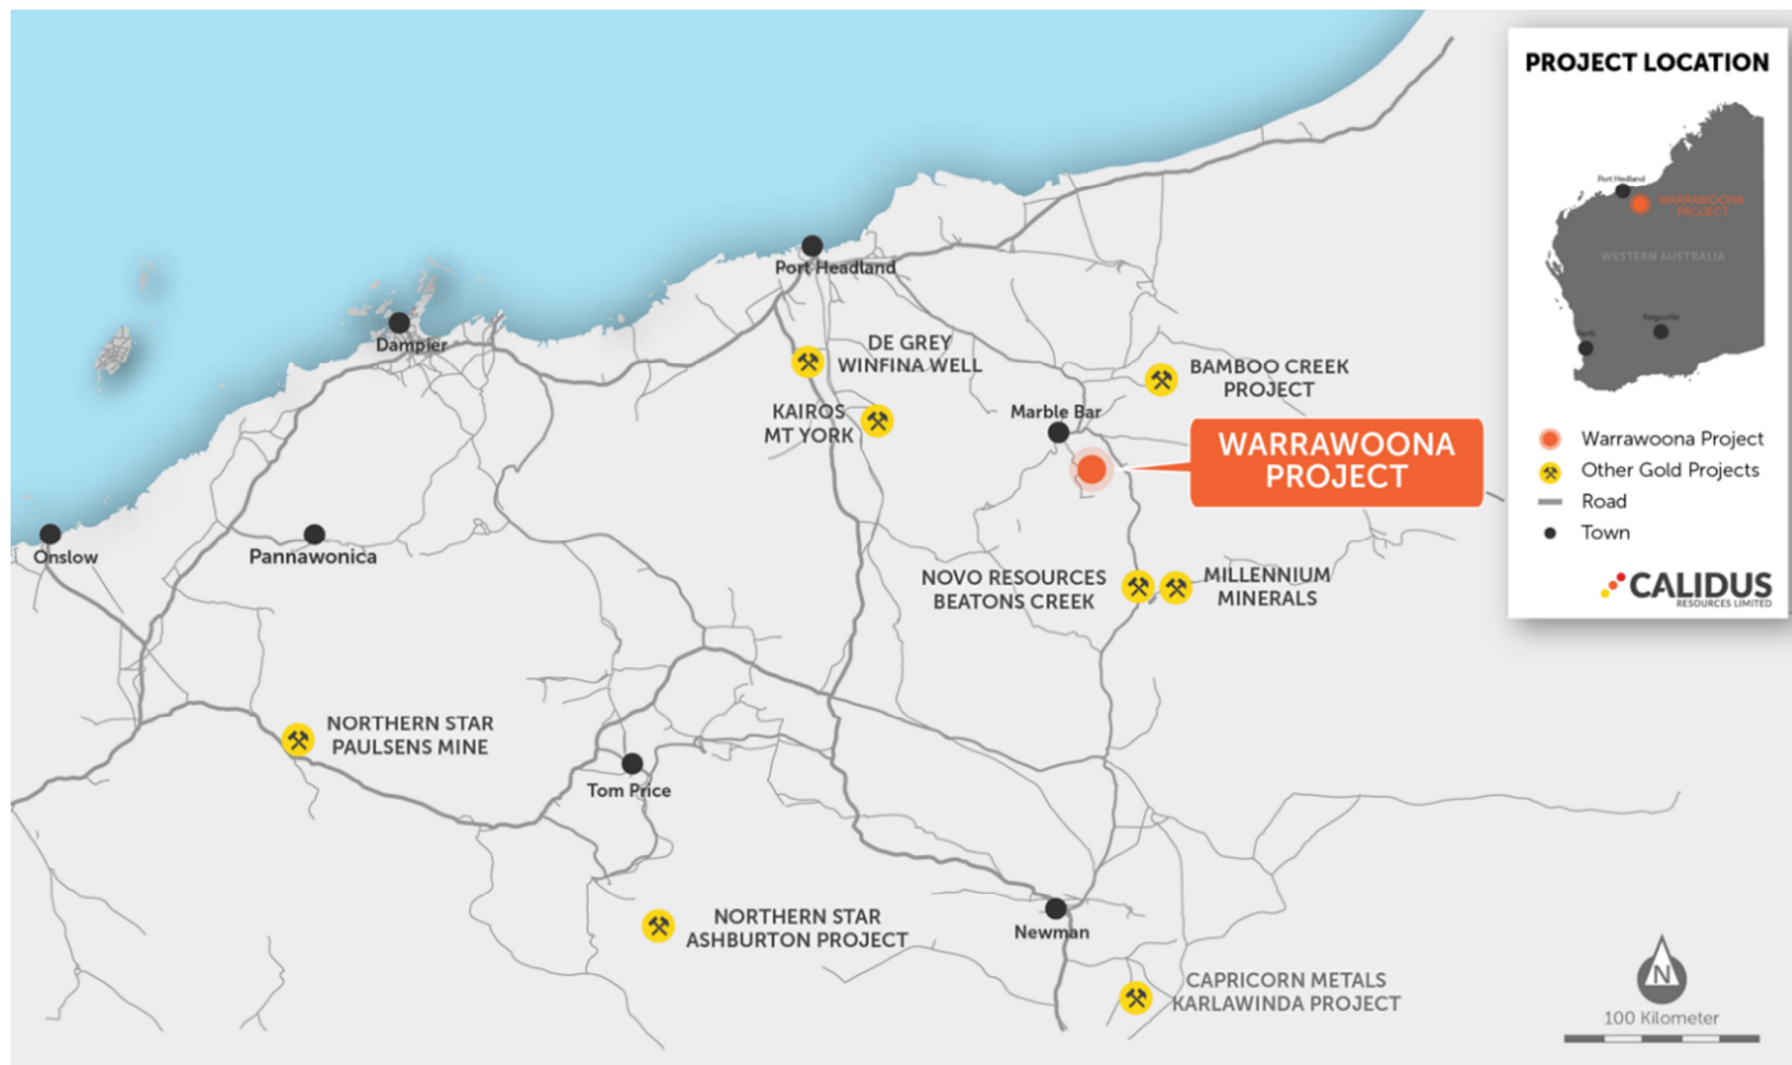 PROJECT LOCATION
Port Hedland
WARRAWOONA
PROJECT
WESTERN AUSTRALIA
Kalgoorlie
Perth
Warrawoona Project
Other Gold Projects
Road
Town
CALIDUS
RESOURCES LIMITED
Port Headland
Dampier
DE GREY
WINFINA WELL
BAMBOO CREEK
PROJECT
KAIROS
MT YORK
Marble Bar
WARRAWOONA
PROJECT
Onslow
Pannawonica
NOVO RESOURCES
BEATONS CREEK
MILLENNIUM
MINERALS
NORTHERN STAR
PAULSENS MINE
Tom Price
NORTHERN STAR
ASHBURTON PROJECT
Newman
CAPRICORN METALS
KARLAWINDA PROJECT
N
100 Kilometer